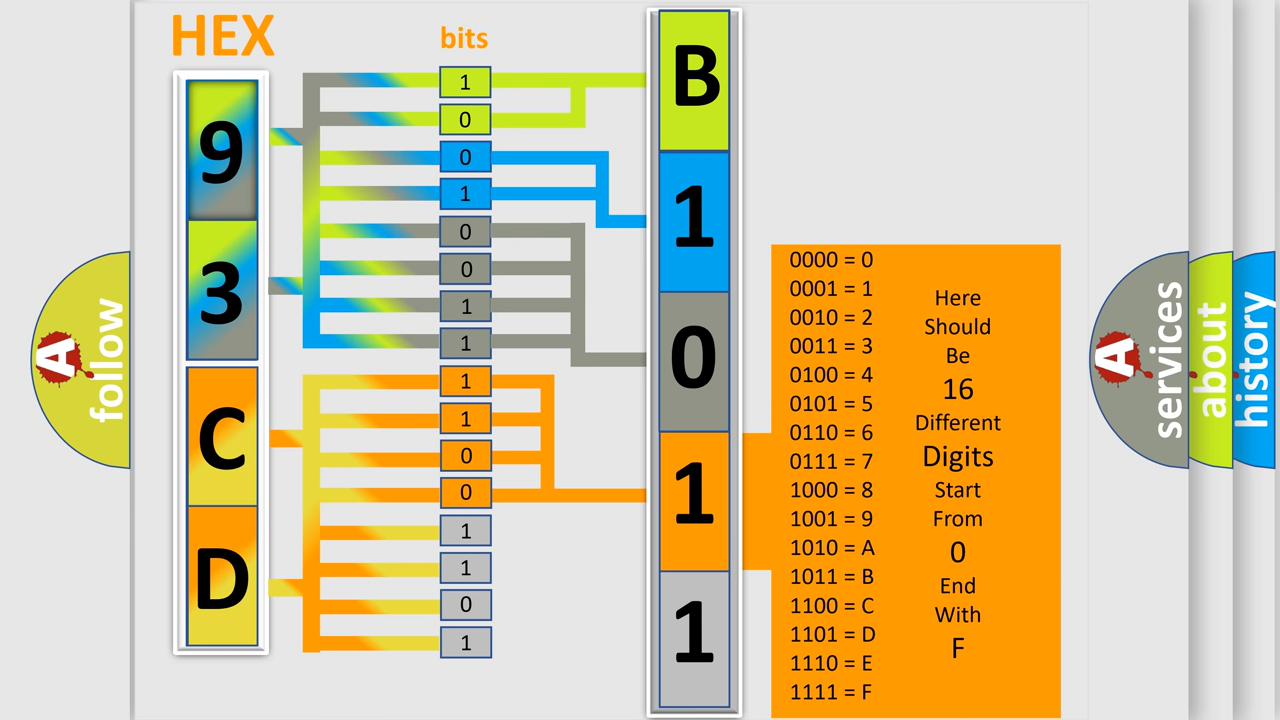 HEX
bits
9
3
C
D
1
0
0
1
0
0
1
1
1
1
0
0
1
1
0
1
B
1
0
1
1
0000 = 0
0001 = 1
0010 = 2
0011 = 3
0100 = 4
0101 = 5
0110 = 6
0111 = 7
1000 = 8
1001 = 9
1010 = A
1011 = B
1100 = C
1101 = D
1110 = E
1111 = F
Here
Should
Be
16
Different
Digits
Start
From
0
End
With
F
A
follow
A
services
about
history